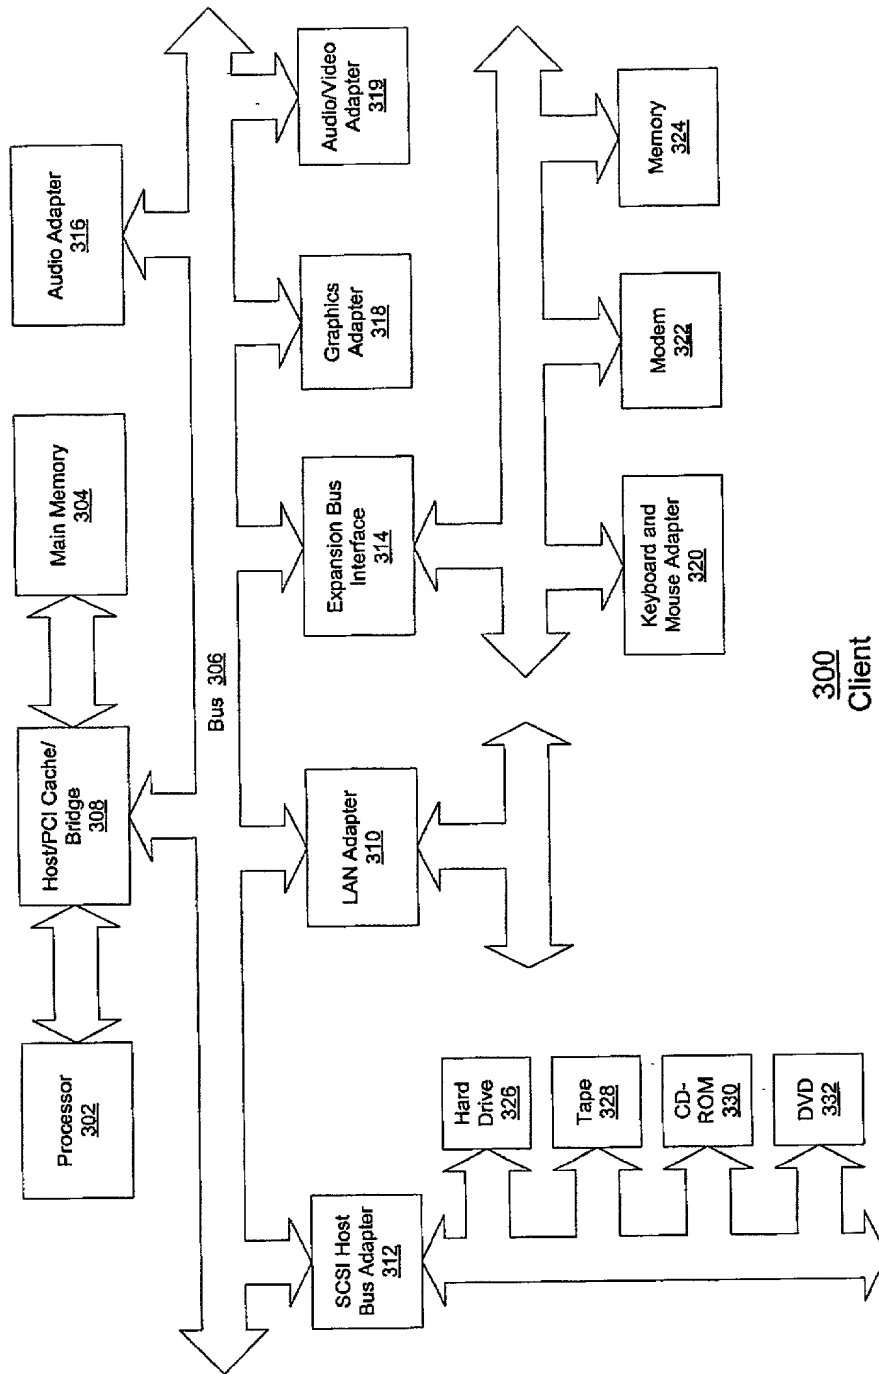 Processor
302
Host/PCI Cache/
Bridge
308
Main Memory
304
Audio Adapter
316
Bus 306
SCSI Host
Bus Adapter
312
LAN Adapter
310
Expansion Bus
Interface
314
Graphics
Adapter
318
Audio/Video
Adapter
319
Hard
Drive
326
Tape
328
CD-
ROM
330
DVD
332
Keyboard and
Mouse Adapter
320
Modem
322
Memory
324
300
Client